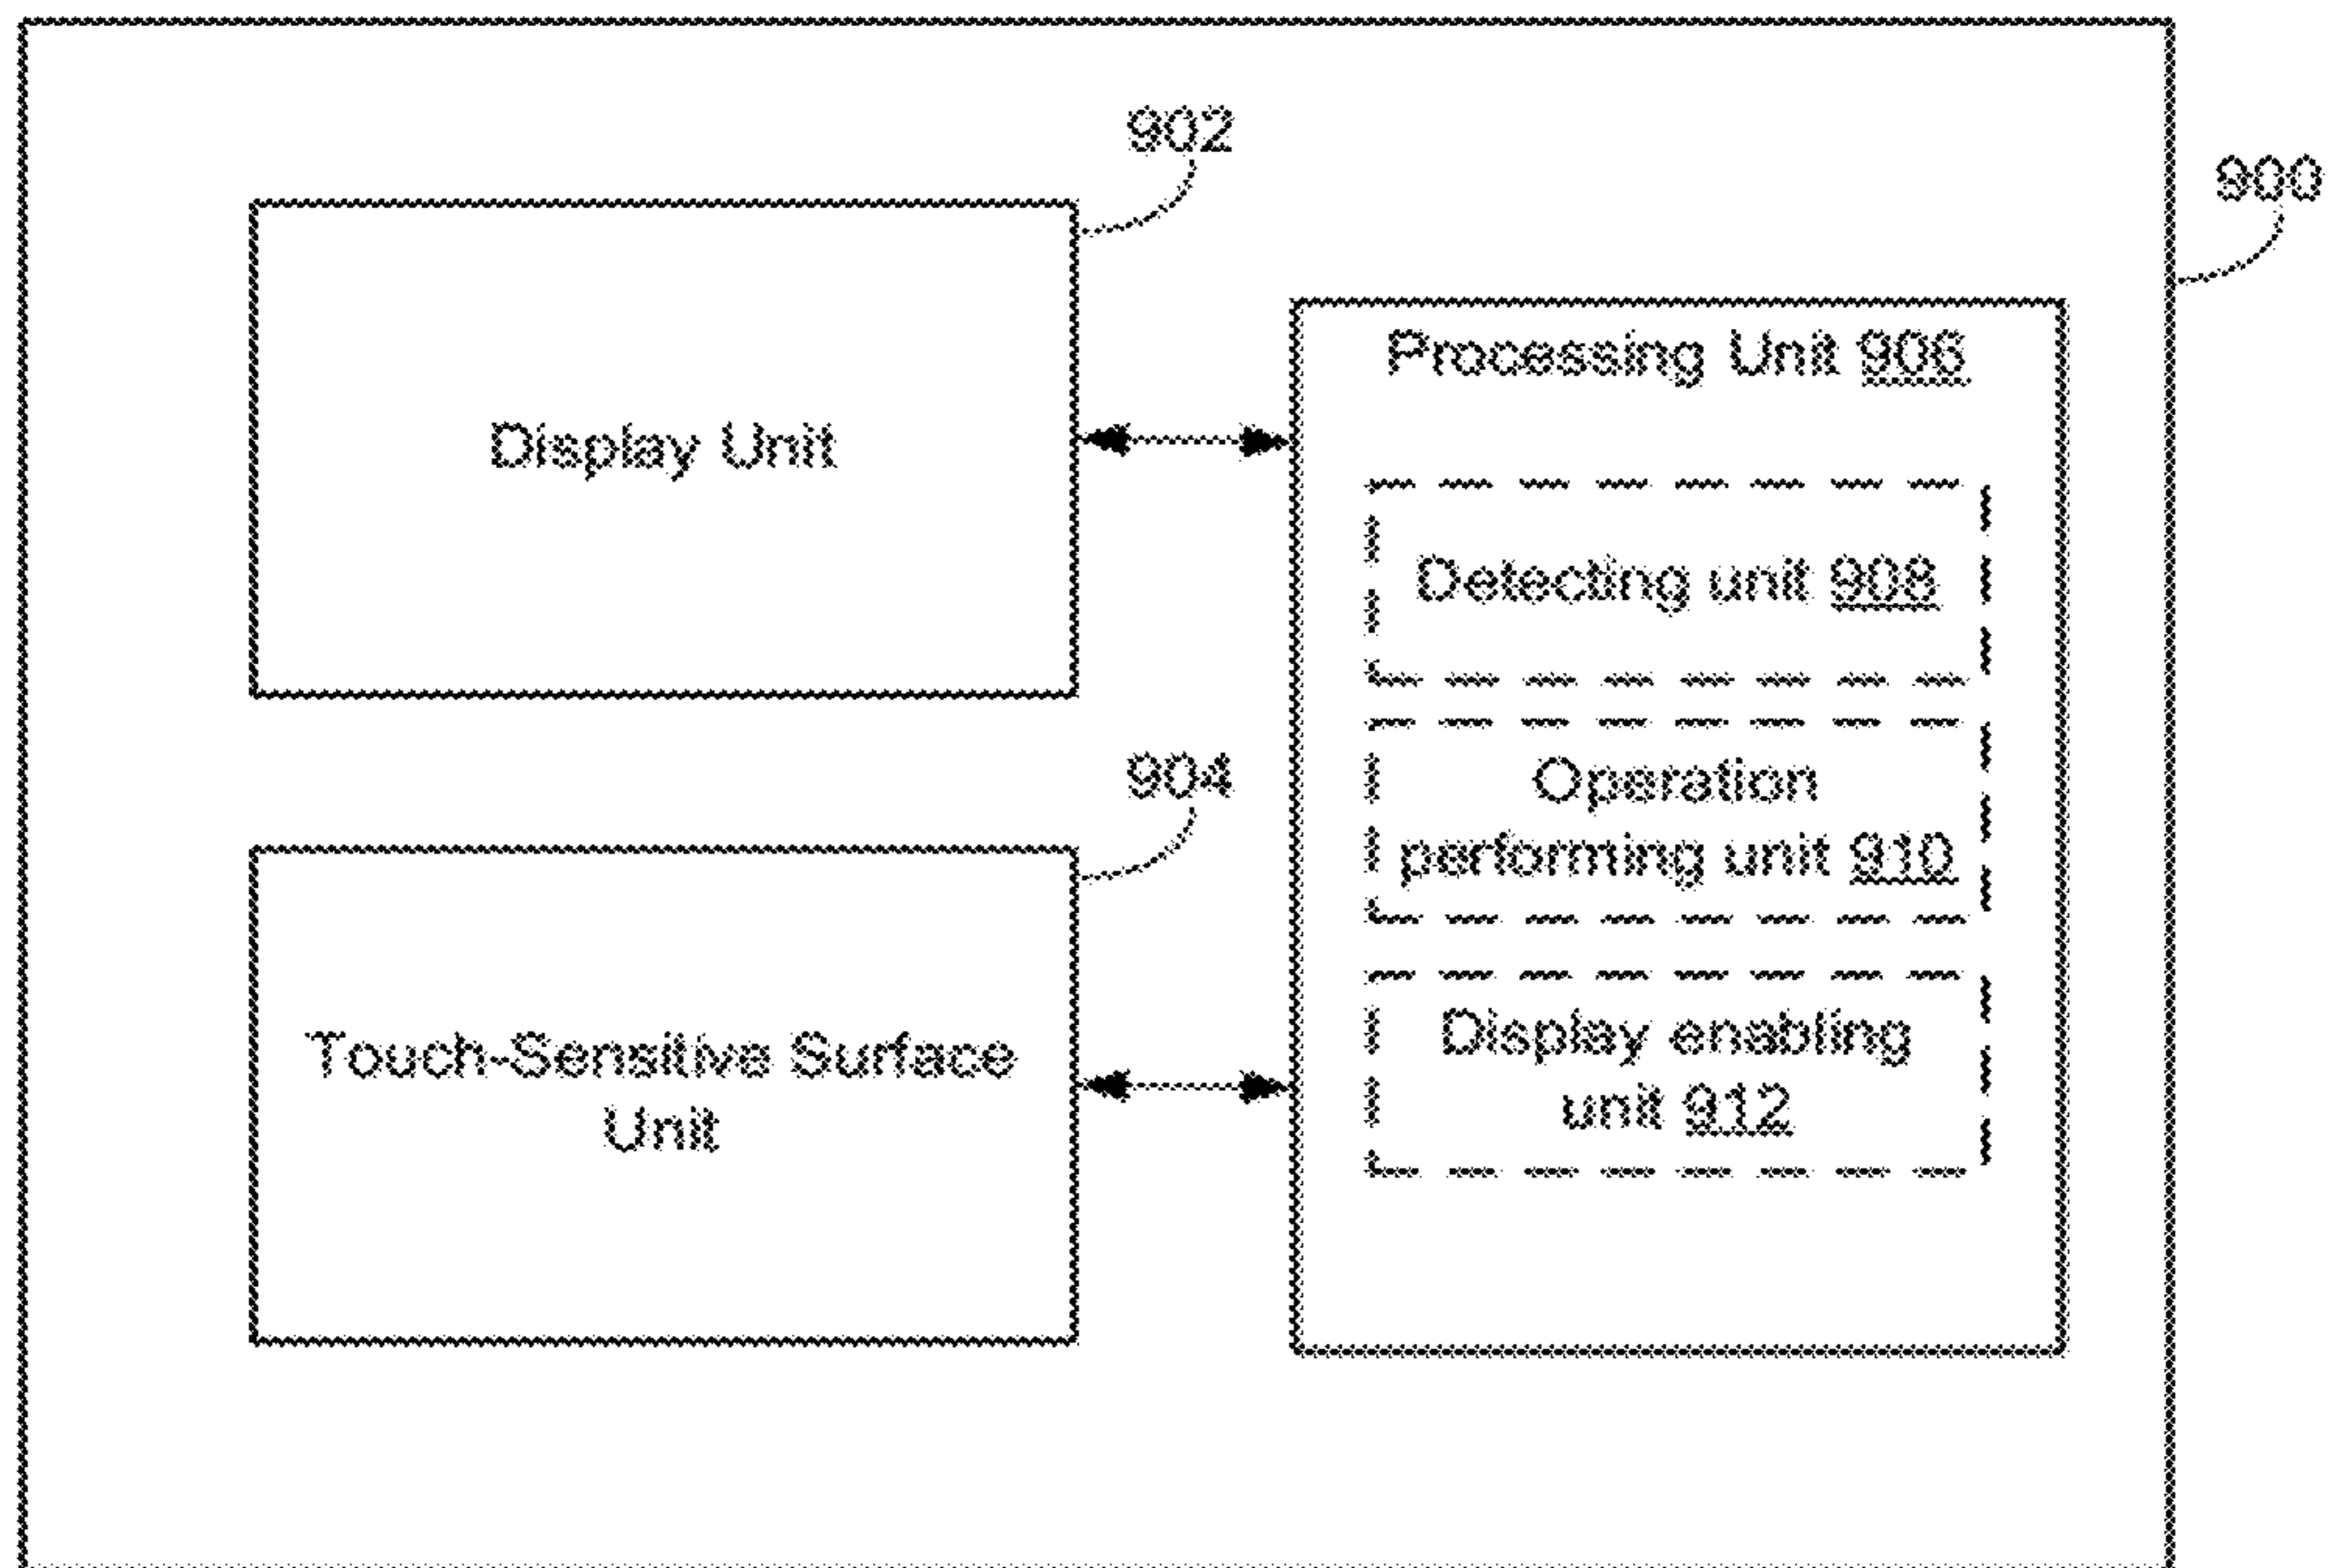 902
900
Display Unit
Processing Unit 906
Detecting unit 908
Operation
performing unit 910
904
Touch-Sensitive Surface
Unit
Display enabling
unit 912